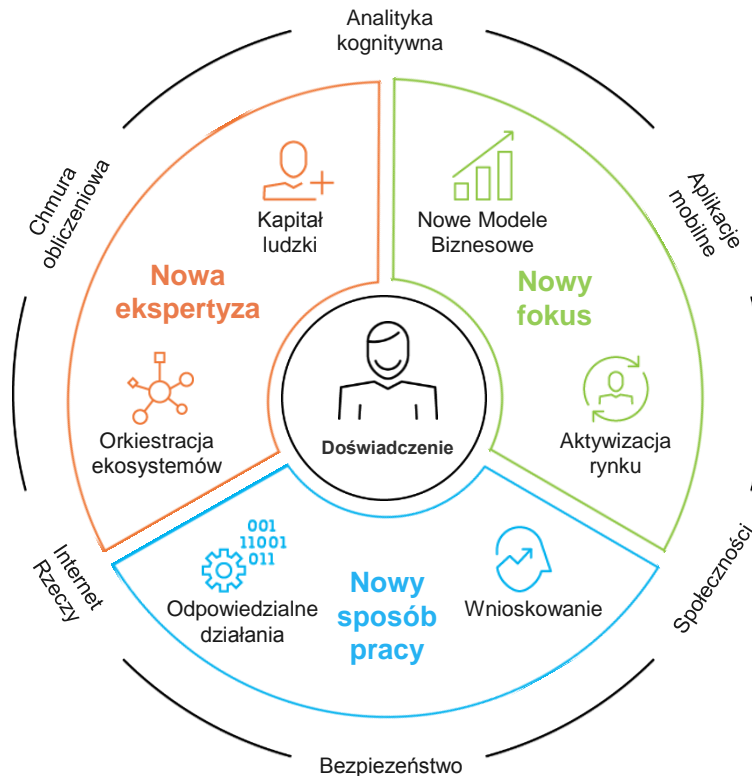 Analityka
kognitywna
Chmura
obliczeniowa
Aplikacje
mobilne
Kapitał
ludzki
Nowe Modele
Biznesowe
Nowa
ekspertyza
Nowy
fokus
Orkiestracja
ekosystemów
Doświadczenie
Aktywizacja
rynku
001
11001
011
Odpowiedzialne
działania
Nowy
sposób
pracy
Wnioskowanie
Internet
Rzeczy
Społeczności
Bezpiezeństwo